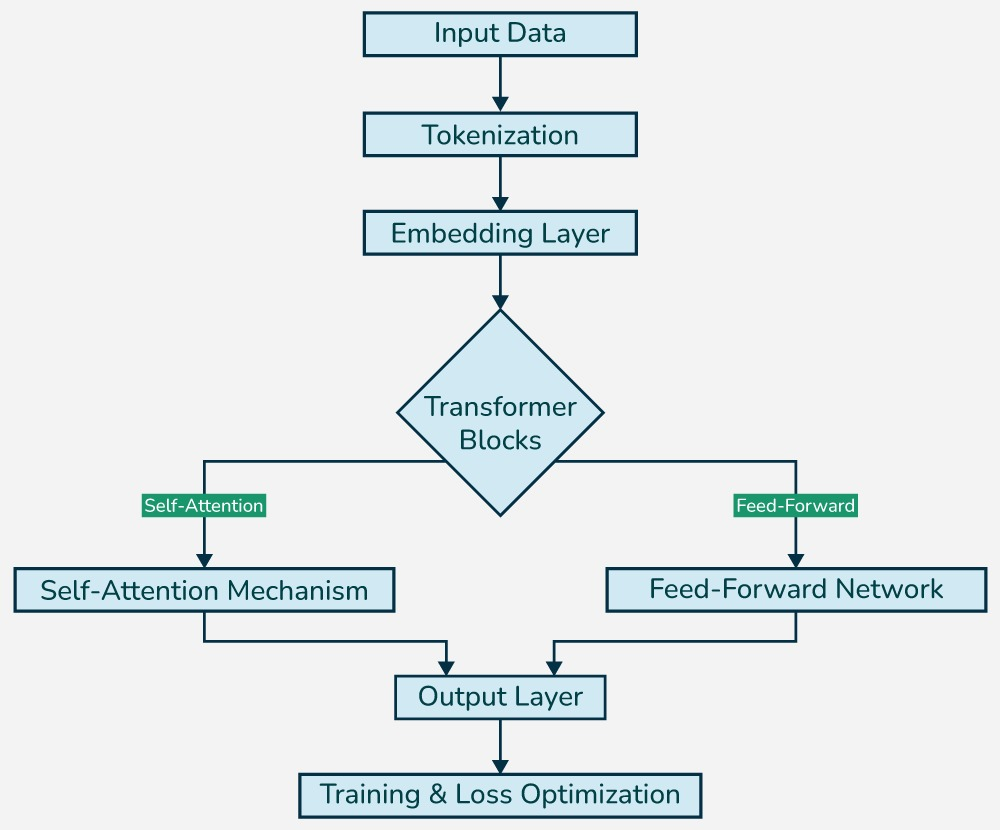 Input Data
Tokenization
Embedding Layer
Transformer
Blocks
Self-Attention
Feed-Forward
Self-Attention Mechanism
Feed-Forward Network
Output Layer
Training & Loss Optimization